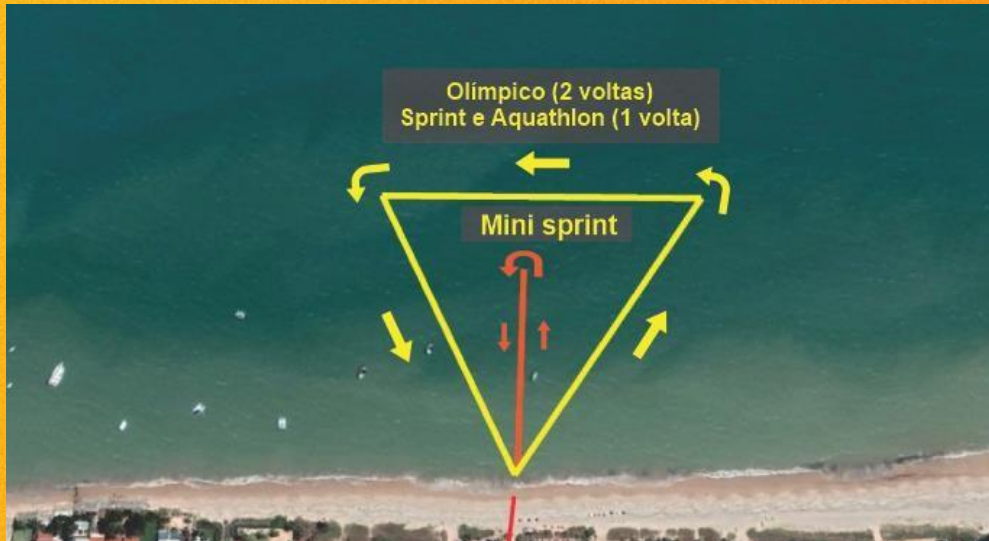 Olímpico (2 voltas)
Sprint e Aquathlon (1 volta)
Mini sprint